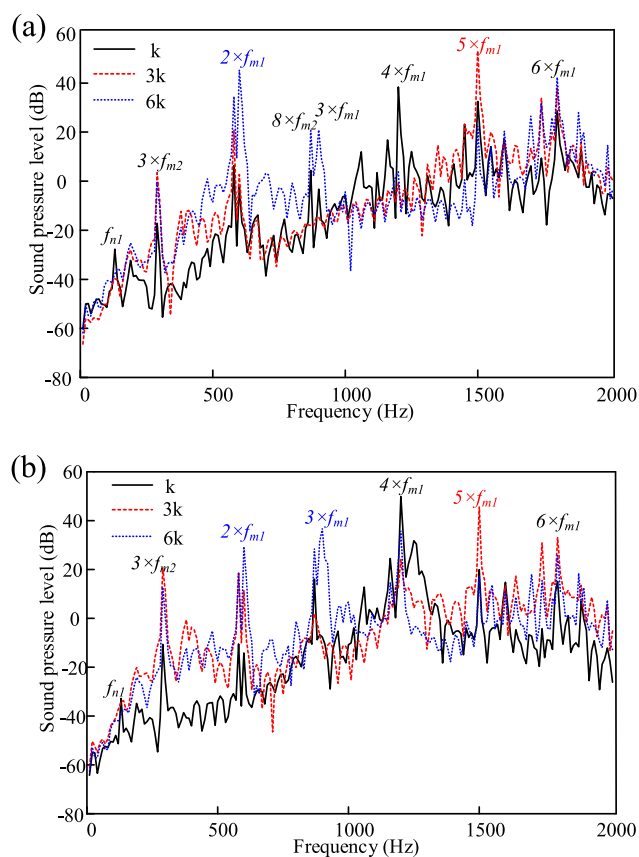 (a)
60
40
20
0
-20
-40
-60
-80
Sound pressure level (dB)
k
3k
6k
2×fm1
4×fm1
5×fm1
6×fm1
8×fm2
3×fm1
3×fm2
fn1
0
500
1000
1500
2000
Frequency (Hz)
(b)
60
40
20
0
-20
-40
-60
-80
Sound pressure level (dB)
k
3k
6k
4×fm1
5×fm1
2×fm1
3×fm1
6×fm1
3×fm2
fn1
0
500
1000
1500
2000
Frequency (Hz)